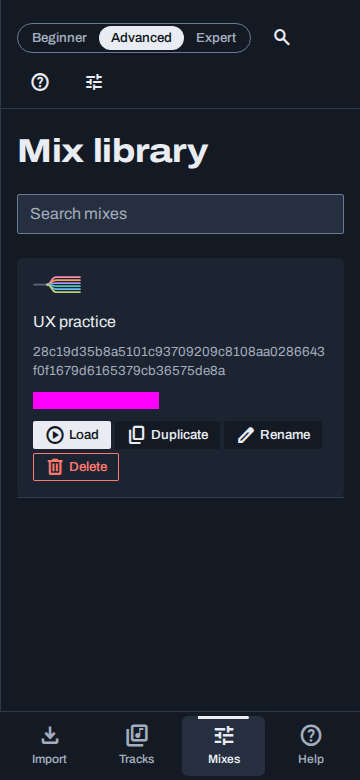 Beginner Advanced Expert
Mix library
Search mixes
UX practice
28c19d35b8a5101c93709209c8108aa0286643
f0f1679d6165379cb36575de8a
Load Duplicate Rename
Delete
Import Tracks Mixes Help